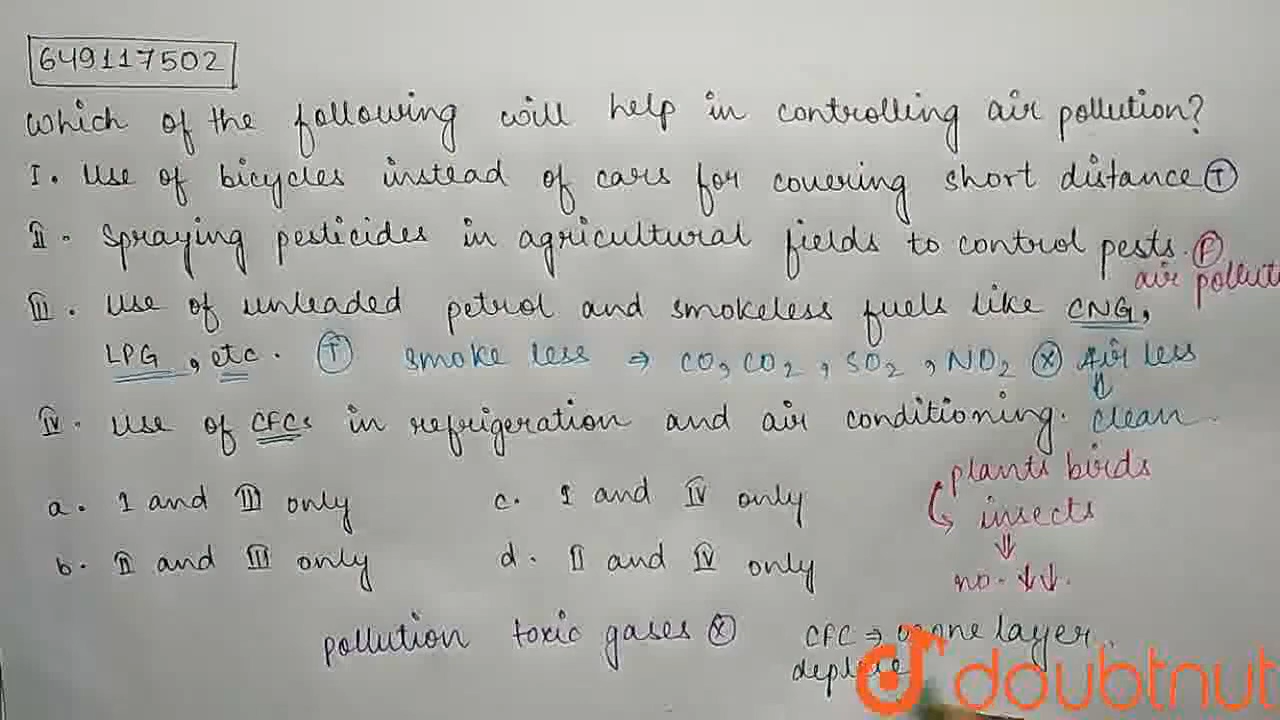 649117502
Which of the following will help in controlling air pollution?
I. Use of bicycles instead of cars for covering short distance (T)
II. Spraying pesticides in agricultural fields to control pests. (F)
air pollut
III. Use of unleaded petrol and smokeless fuels like CNG,
LPG, etc. (T) smoke less ⇒ CO, CO2, SO2, NO2 (X) Air less
⇓
IV. Use of CFCs in refrigeration and air conditioning. clean
plants birds
insects
⇓
no. ↓↓.
a. I and III only
c. I and IV only
b. II and III only
d. II and IV only
pollution toxic gases (X)
CFC ⇒ ozone layer
deplete
doubtnut